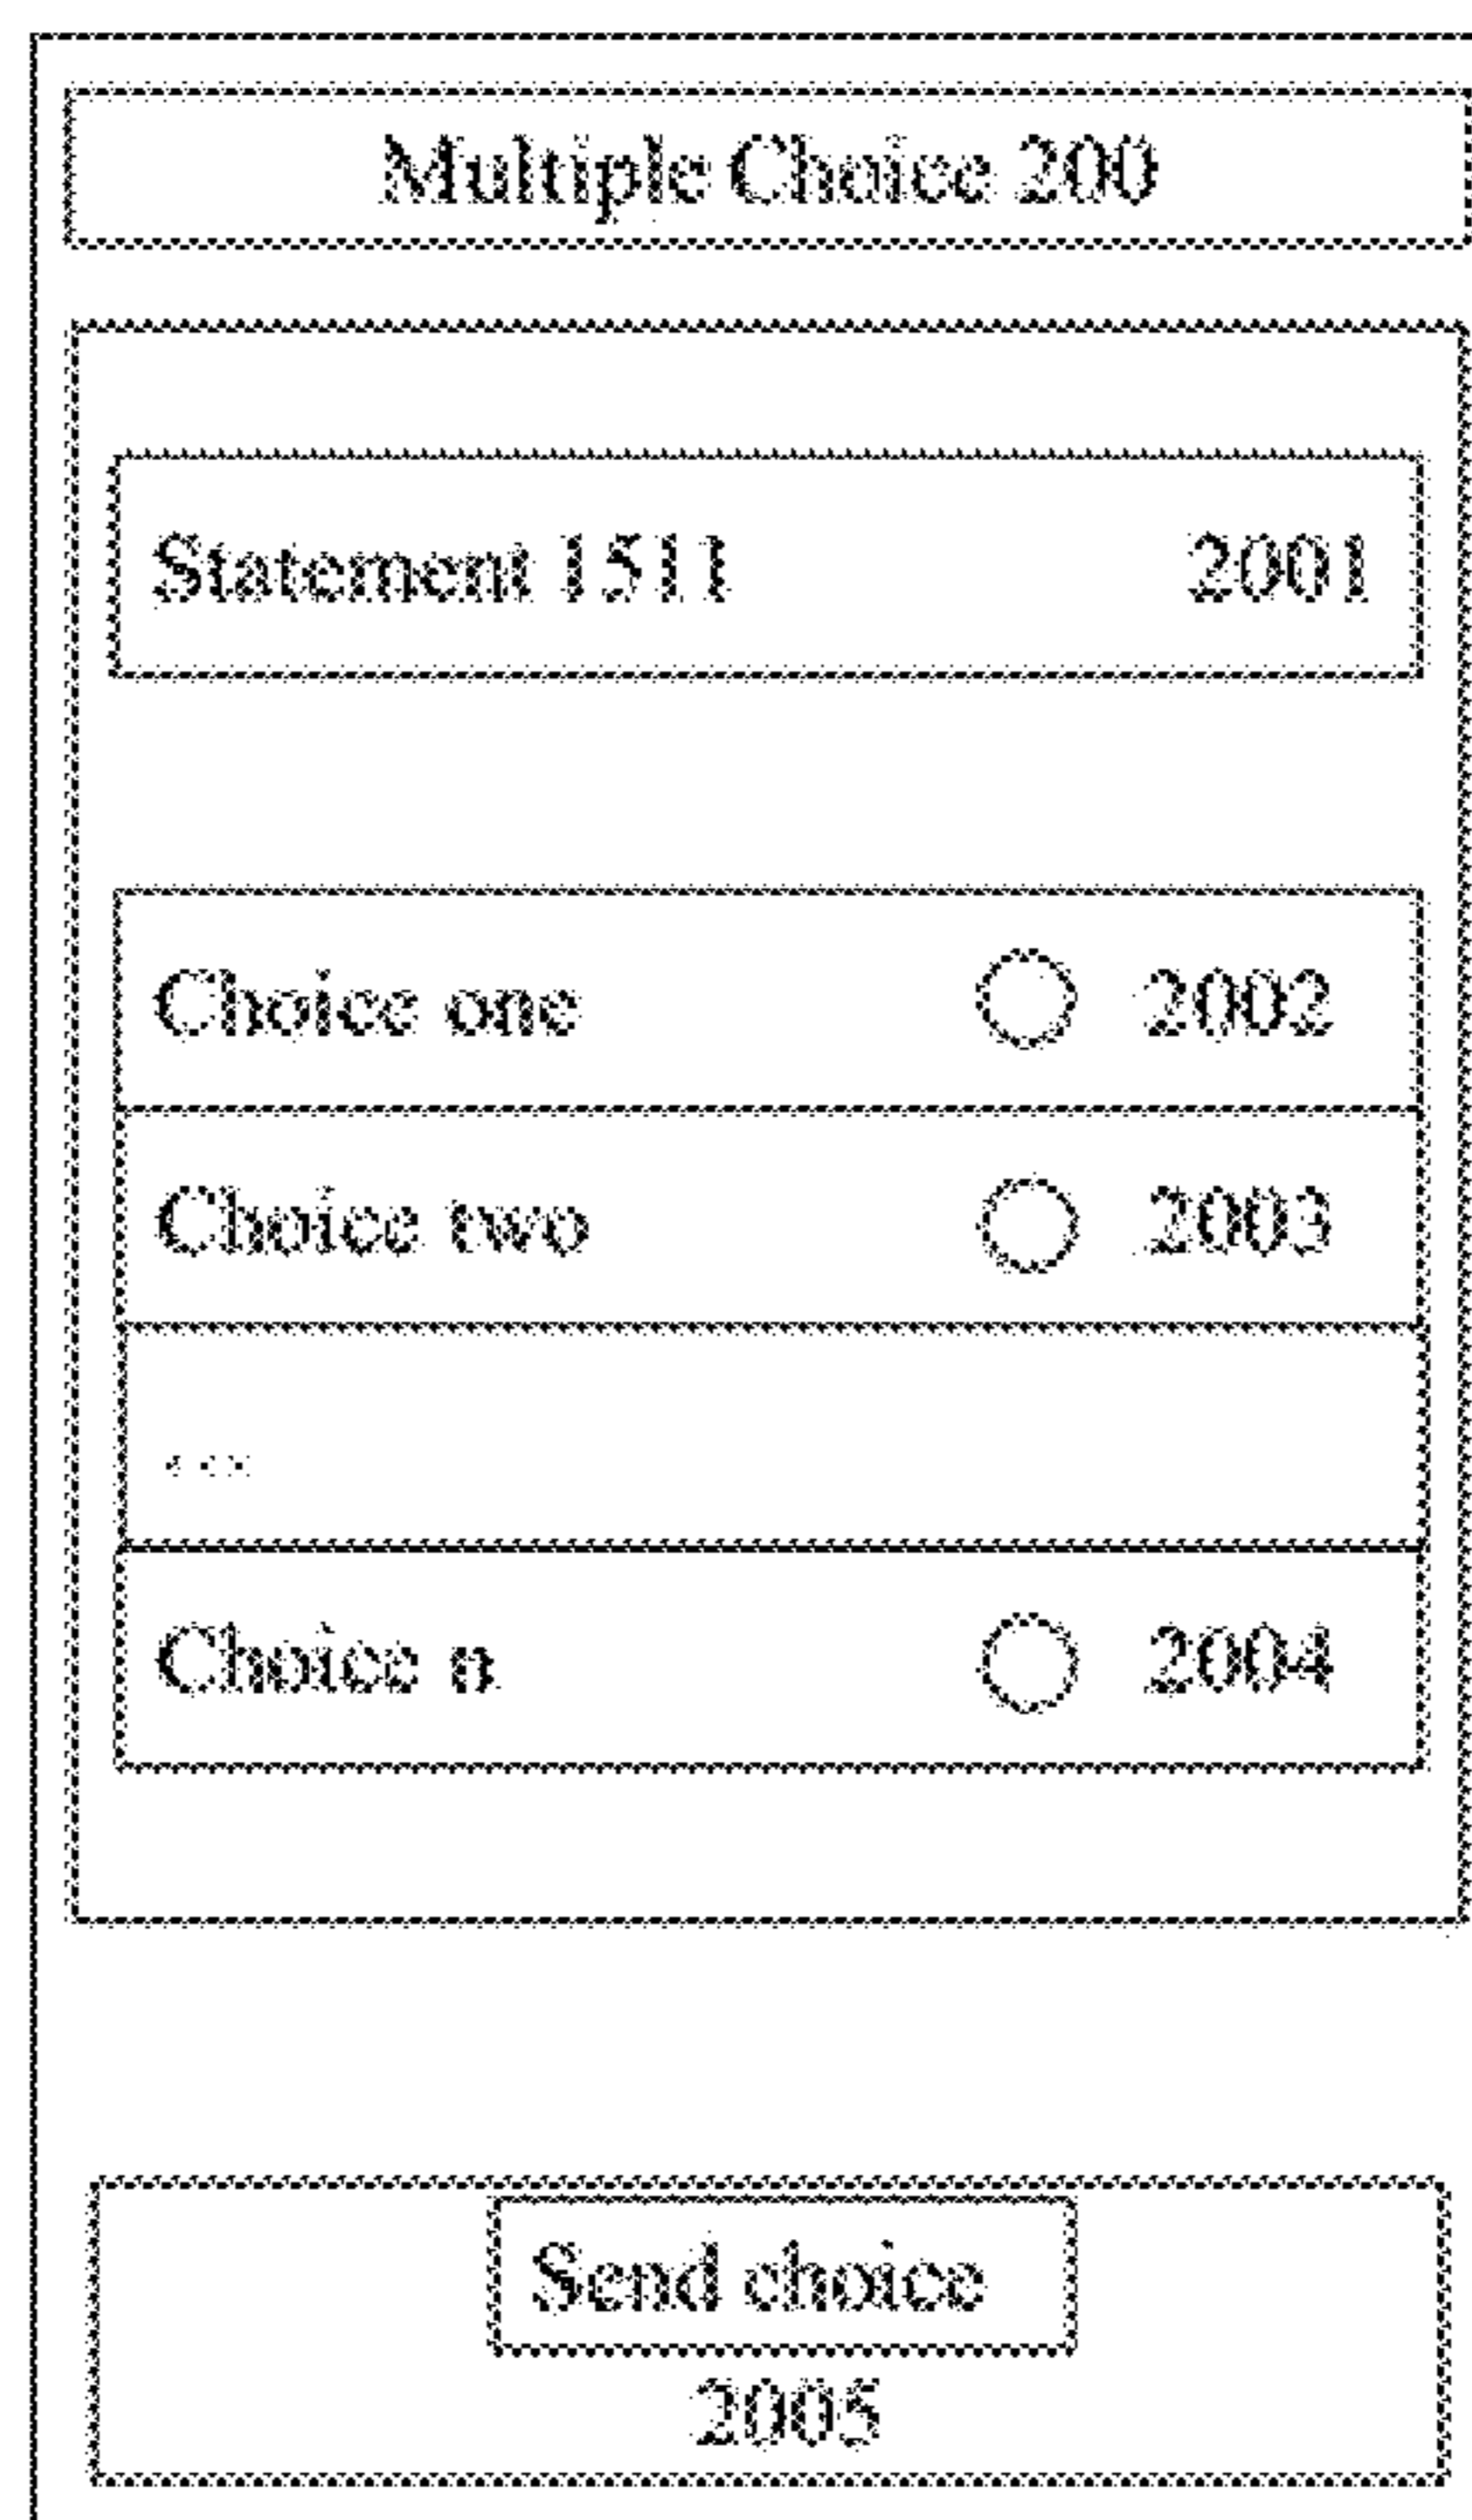 Multiple Choice 200
Statement 1511 2001
Choice one 2002
Choice two 2003
...
Choice n 2004
Send choice
2005